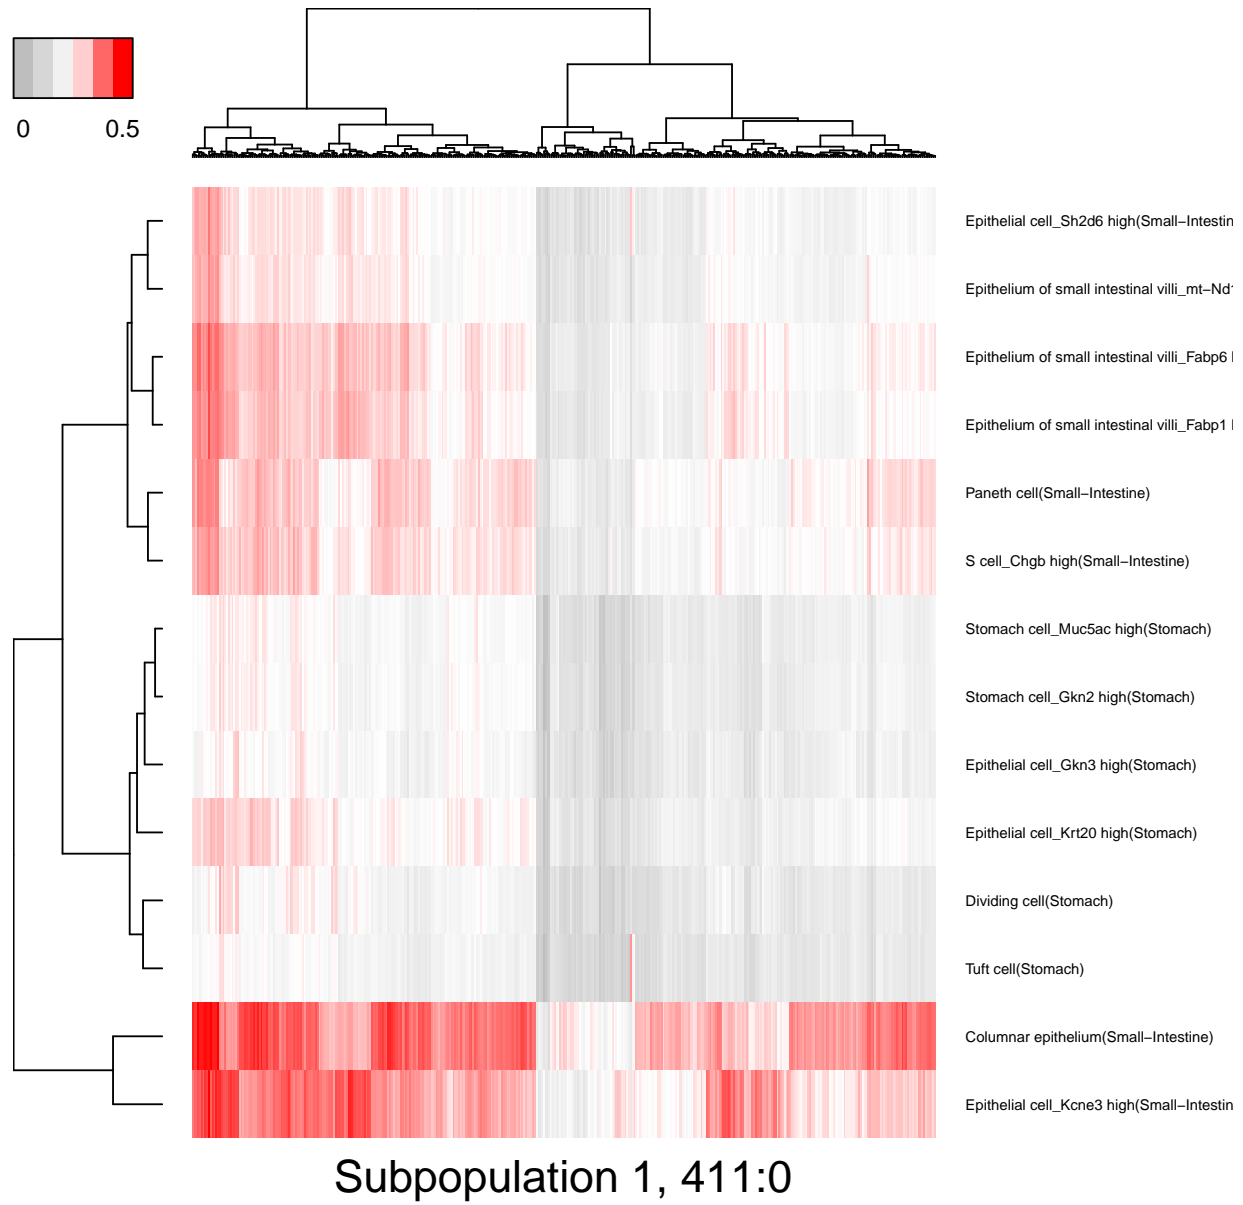 0 0.5
Epithelial cell_Sh2d6 high(Small−Intestin
Epithelium of small intestinal villi_mt−Nd1
Epithelium of small intestinal villi_Fabp6
Epithelium of small intestinal villi_Fabp1
Paneth cell(Small−Intestine)
S cell_Chgb high(Small−Intestine)
Stomach cell_Muc5ac high(Stomach)
Stomach cell_Gkn2 high(Stomach)
Epithelial cell_Gkn3 high(Stomach)
Epithelial cell_Krt20 high(Stomach)
Dividing cell(Stomach)
Tuft cell(Stomach)
Columnar epithelium(Small−Intestine)
Epithelial cell_Kcne3 high(Small−Intestin
Subpopulation 1, 411:0